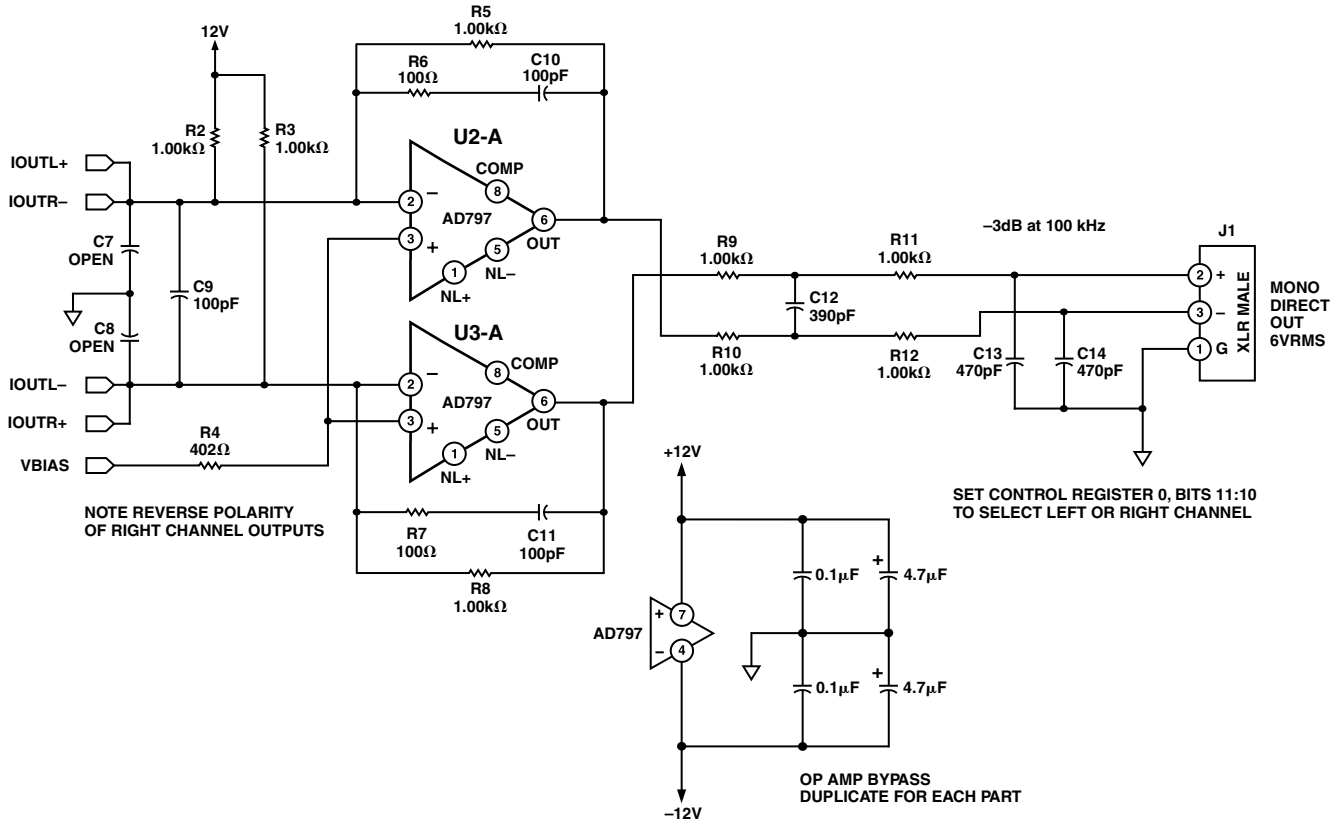 R5
1.00kΩ
12V
R6
100Ω
C10
100pF
R2
1.00kΩ
R3
1.00kΩ
U2-A
IOUTL+
COMP
8
IOUTR–
2
–
AD797
6
OUT
3
+
5
NL–
1
NL+
C7
OPEN
C9
100pF
C8
OPEN
R9
1.00kΩ
R11
1.00kΩ
–3dB at 100 kHz
J1
2
+
3
–
1
G
XLR MALE
MONO
DIRECT
OUT
6VRMS
C12
390pF
R10
1.00kΩ
R12
1.00kΩ
C13
470pF
C14
470pF
U3-A
COMP
8
IOUTL–
2
–
AD797
6
OUT
IOUTR+
3
+
5
NL–
1
NL+
R4
402Ω
VBIAS
NOTE REVERSE POLARITY
OF RIGHT CHANNEL OUTPUTS
R7
100Ω
C11
100pF
R8
1.00kΩ
+12V
SET CONTROL REGISTER 0, BITS 11:10
TO SELECT LEFT OR RIGHT CHANNEL
0.1μF
+
4.7μF
AD797
+
7
–
4
0.1μF
+
4.7μF
–12V
OP AMP BYPASS
DUPLICATE FOR EACH PART